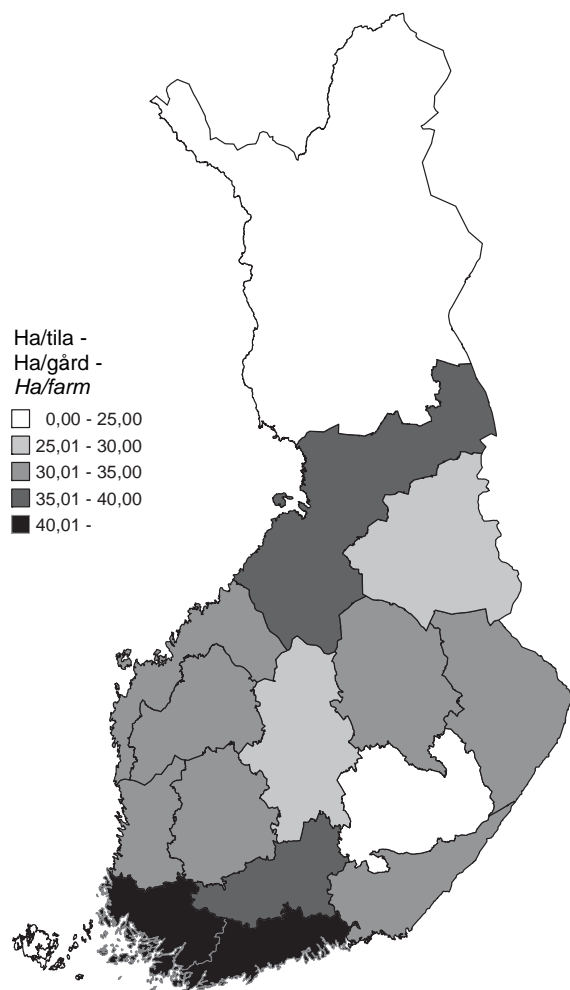 Ha/tila -
Ha/gård -
Ha/farm
0,00 - 25,00
25,01 - 30,00
30,01 - 35,00
35,01 - 40,00
40,01 -